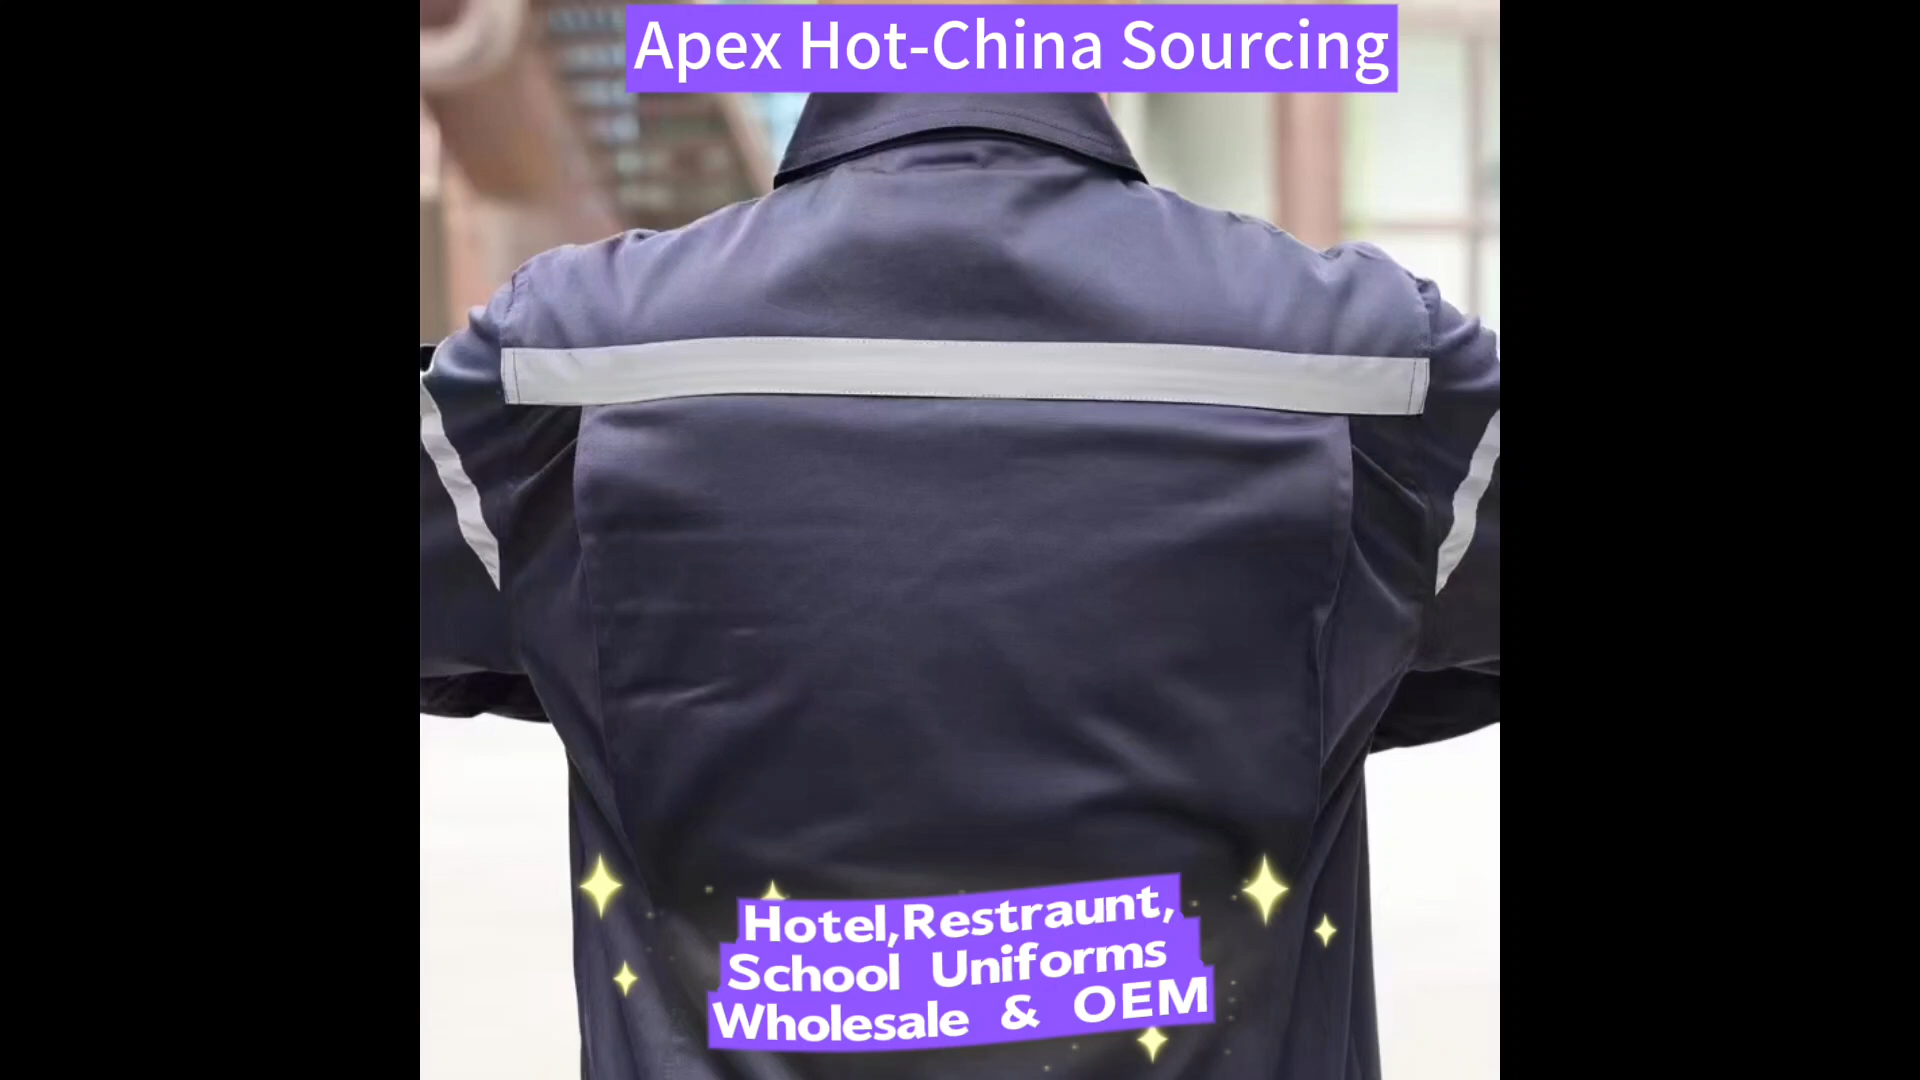 Apex Hot-China Sourcing
Hotel,Restraunt,
School Uniforms
Wholesale & OEM